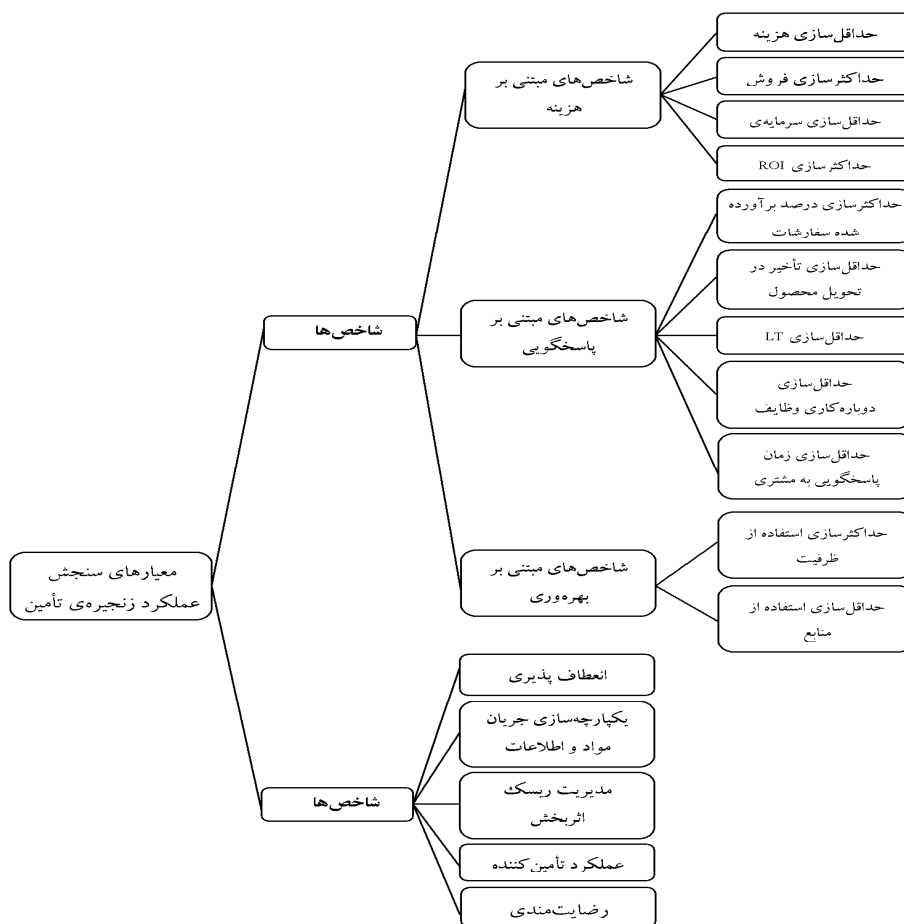 حداقل‌سازی هزینه
حداکثرسازی فروش
حداقل‌سازی سرمایه‌ی
حداکثرسازی ROI
شاخص‌های مبتنی بر
هزینه
حداکثرسازی درصد برآورده
شده سفارشات
حداقل‌سازی تأخیر در
تحویل محصول
حداقل‌سازی LT
حداقل‌سازی
دوباره‌کاری وظایف
حداقل‌سازی زمان
پاسخگویی به مشتری
شاخص‌های مبتنی بر
پاسخگویی
شاخص‌ها
حداکثرسازی استفاده از
ظرفیت
حداقل‌سازی استفاده از
منابع
شاخص‌های مبتنی بر
بهره‌وری
معیارهای سنجش
عملکرد زنجیره‌ی تأمین
انعطاف پذیری
یکپارچه‌سازی جریان
مواد و اطلاعات
مدیریت ریسک
اثربخش
شاخص‌ها
عملکرد تأمین‌کننده
رضایت‌مندی